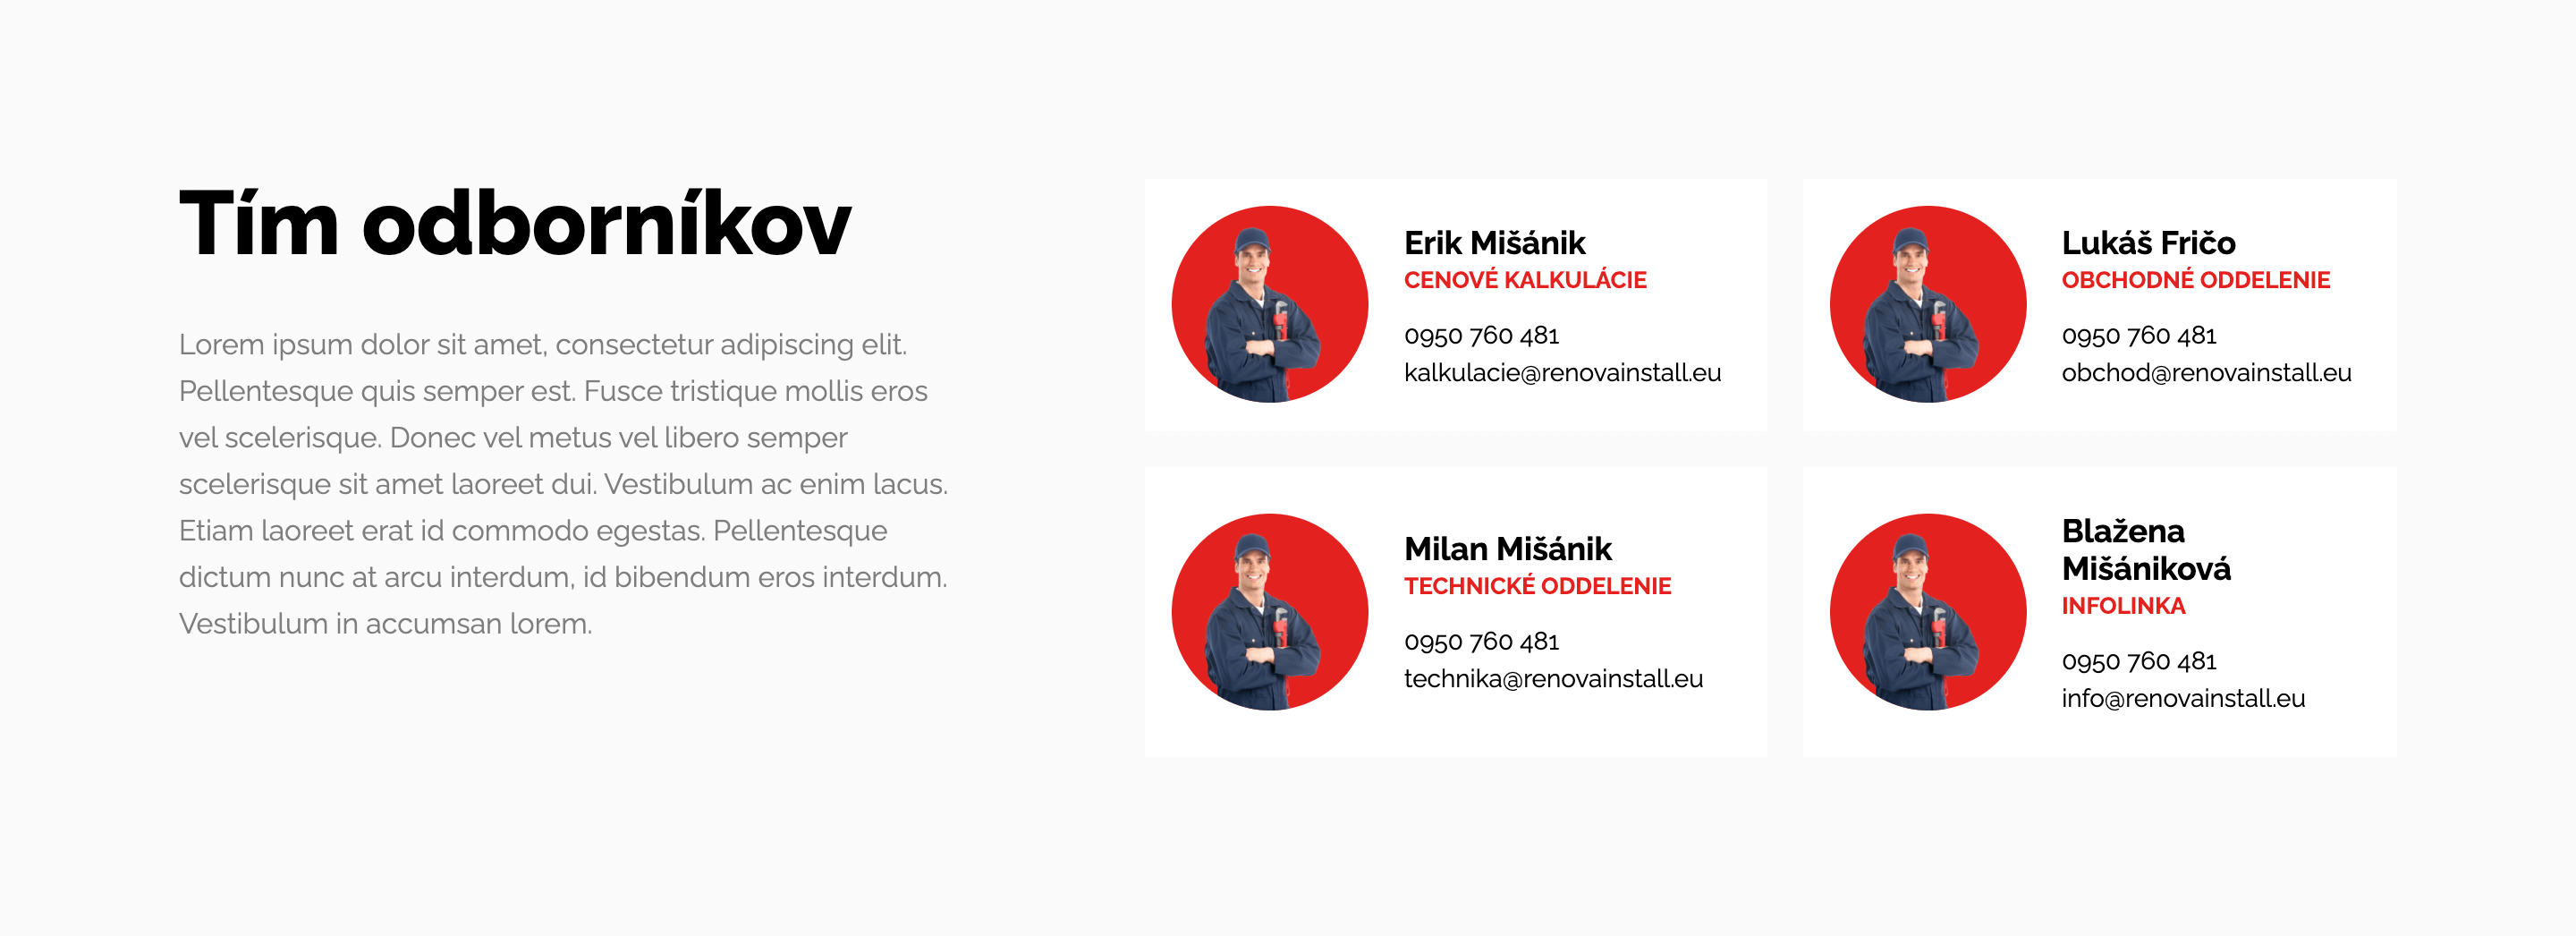 Tím odborníkov
Lorem ipsum dolor sit amet, consectetur adipiscing elit.
Pellentesque quis semper est. Fusce tristique mollis eros
vel scelerisque. Donec vel metus vel libero semper
scelerisque sit amet laoreet dui. Vestibulum ac enim lacus.
Etiam laoreet erat id commodo egestas. Pellentesque
dictum nunc at arcu interdum, id bibendum eros interdum.
Vestibulum in accumsan lorem.
Erik Mišánik
CENOVÉ KALKULÁCIE
0950 760 481
kalkulacie@renovainstall.eu
Lukáš Fričo
OBCHODNÉ ODDELENIE
0950 760 481
obchod@renovainstall.eu
Milan Mišánik
TECHNICKÉ ODDELENIE
0950 760 481
technika@renovainstall.eu
Blažena
Mišániková
INFOLINKA
0950 760 481
info@renovainstall.eu